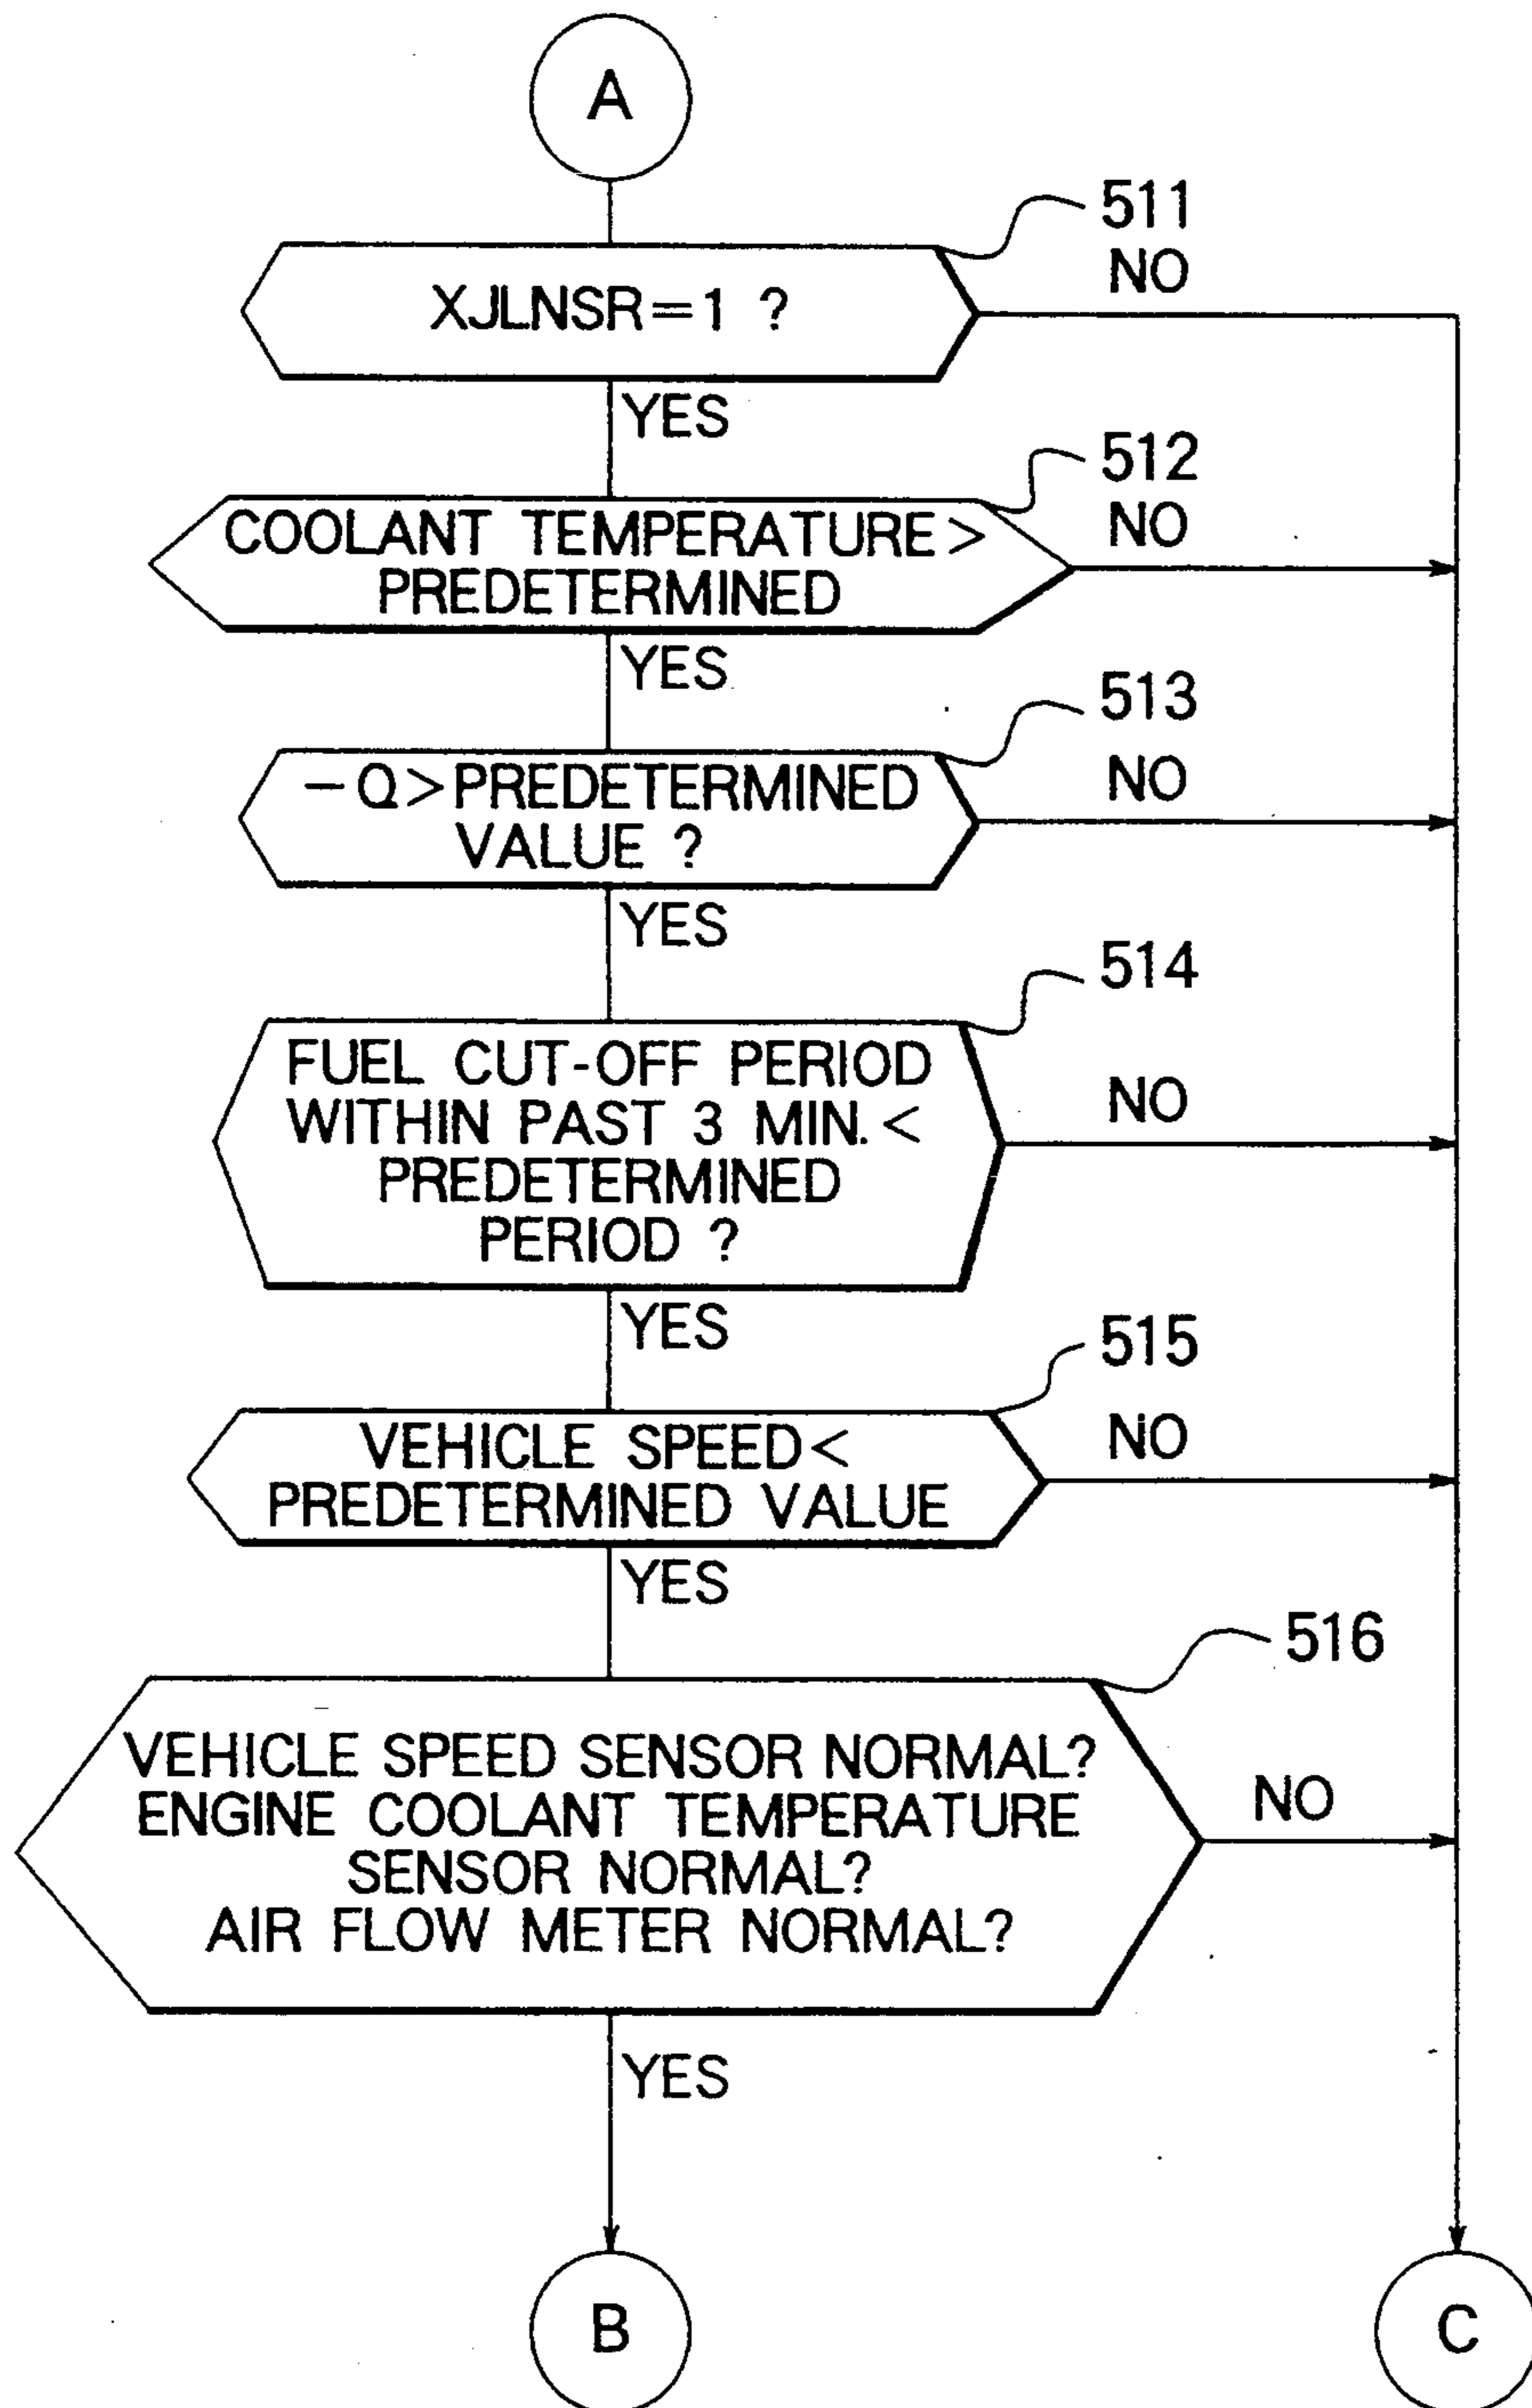 A
511
NO
XJLNSR=1 ?
YES
512
NO
COOLANT TEMPERATURE>
PREDETERMINED
YES
513
NO
-Q>PREDETERMINED
VALUE ?
YES
514
FUEL CUT-OFF PERIOD
WITHIN PAST 3 MIN.<
PREDETERMINED
PERIOD ?
NO
YES
515
NO
VEHICLE SPEED<
PREDETERMINED VALUE
YES
516
VEHICLE SPEED SENSOR NORMAL?
ENGINE COOLANT TEMPERATURE
SENSOR NORMAL?
AIR FLOW METER NORMAL?
NO
YES
B
C